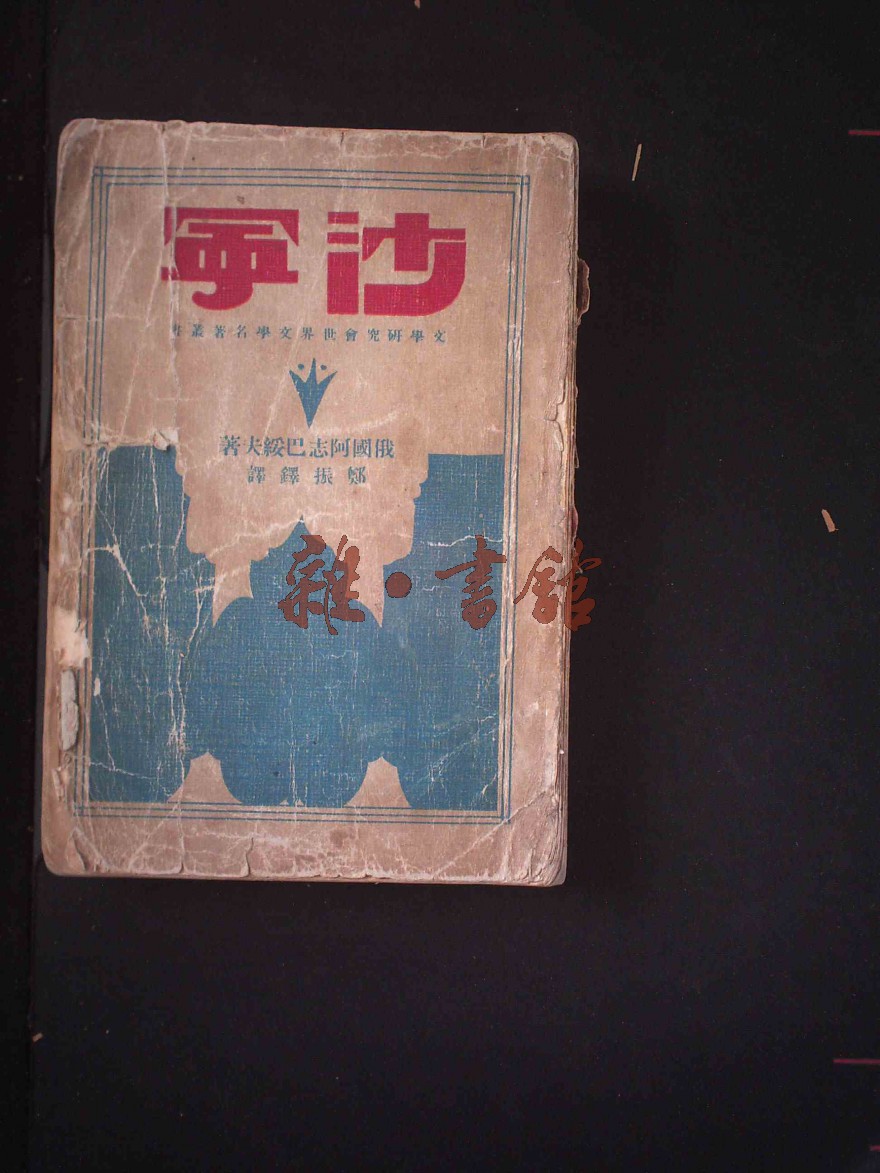 沙寧
文學研究會世界文學名著叢書
俄國阿志巴綏夫著
鄭振鐸譯
雜·書館